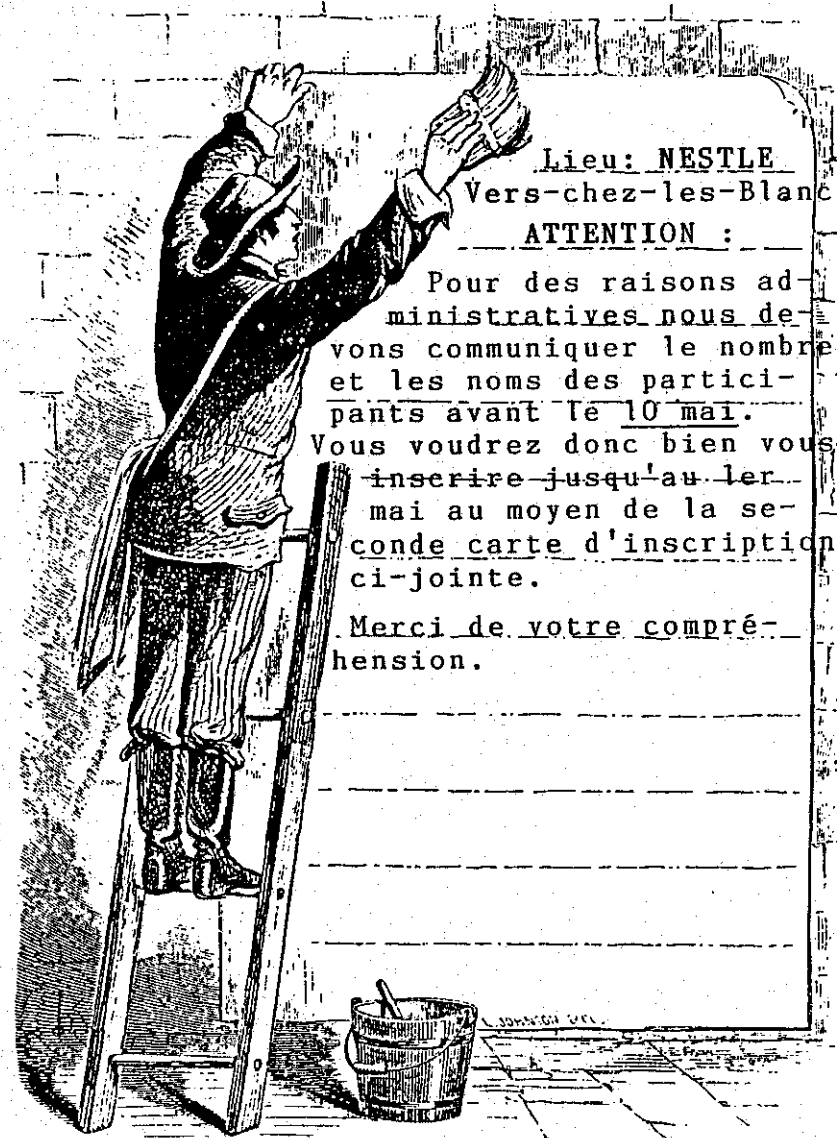 Lieu: NESTLE
Vers-chez-les-Blanc
ATTENTION :
Pour des raisons ad-
ministratives nous de-
vons communiquer le nombre
et les noms des partici-
pants avant le 10 mai.
Vous voudrez donc bien vous
inscrire jusqu'au 1er
mai au moyen de la se-
conde carte d'inscription
ci-jointe.
Merci de votre compré-
hension.